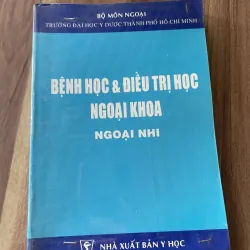 BỘ MÔN NGOẠI
TRƯỜNG ĐẠI HỌC Y DƯỢC THÀNH PHỐ HỒ CHÍ MINH
BỆNH HỌC & ĐIỀU TRỊ HỌC
NGOẠI KHOA
NGOẠI NHI
NHÀ XUẤT BẢN Y HỌC